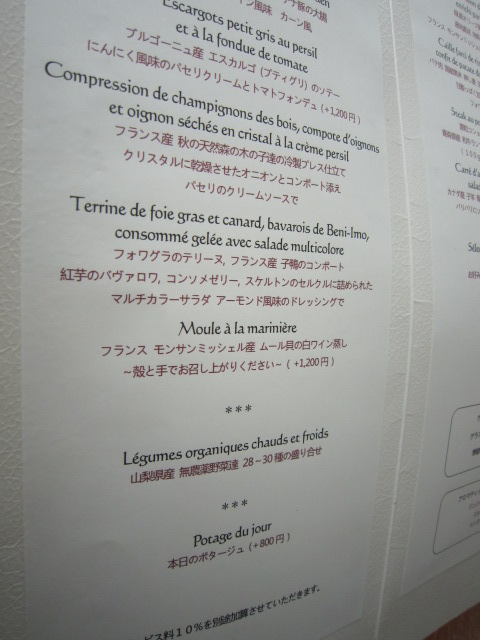 風味 カーン風
Escargots petit gris au persil
et à la fondue de tomate
ブルゴーニュ産 エスカルゴ (プティグリ) のソテー
にんにく風味のパセリクリームとトマトフォンデュ (+1,200円)
Compression de champignons des bois, compote d'oignons
et oignon séchés en cristal à la crème persil
フランス産 秋の天然森の木の子達の冷製プレス仕立て
クリスタルに乾燥させたオニオンとコンポート添え
パセリのクリームソースで
Terrine de foie gras et canard, bavarois de Beni-Imo,
consommé gelée avec salade multicolore
フォワグラのテリーヌ, フランス産 子鴨のコンポート
紅芋のバヴァロワ, コンソメゼリー, スケルトンのセルクルに詰められた
マルチカラーサラダ アーモンド風味のドレッシングで
Moule à la marinière
フランス モンサンミッシェル産 ムール貝の白ワイン蒸し
~殻と手でお召し上がりください~ ( +1,200円 )
***
Légumes organiques chauds et froids
山梨県産 無農薬野菜達 28~30種の盛り合せ
***
Potage du jour
本日のポタージュ (+800円)
ビス料10%を別途加算させていただきます。